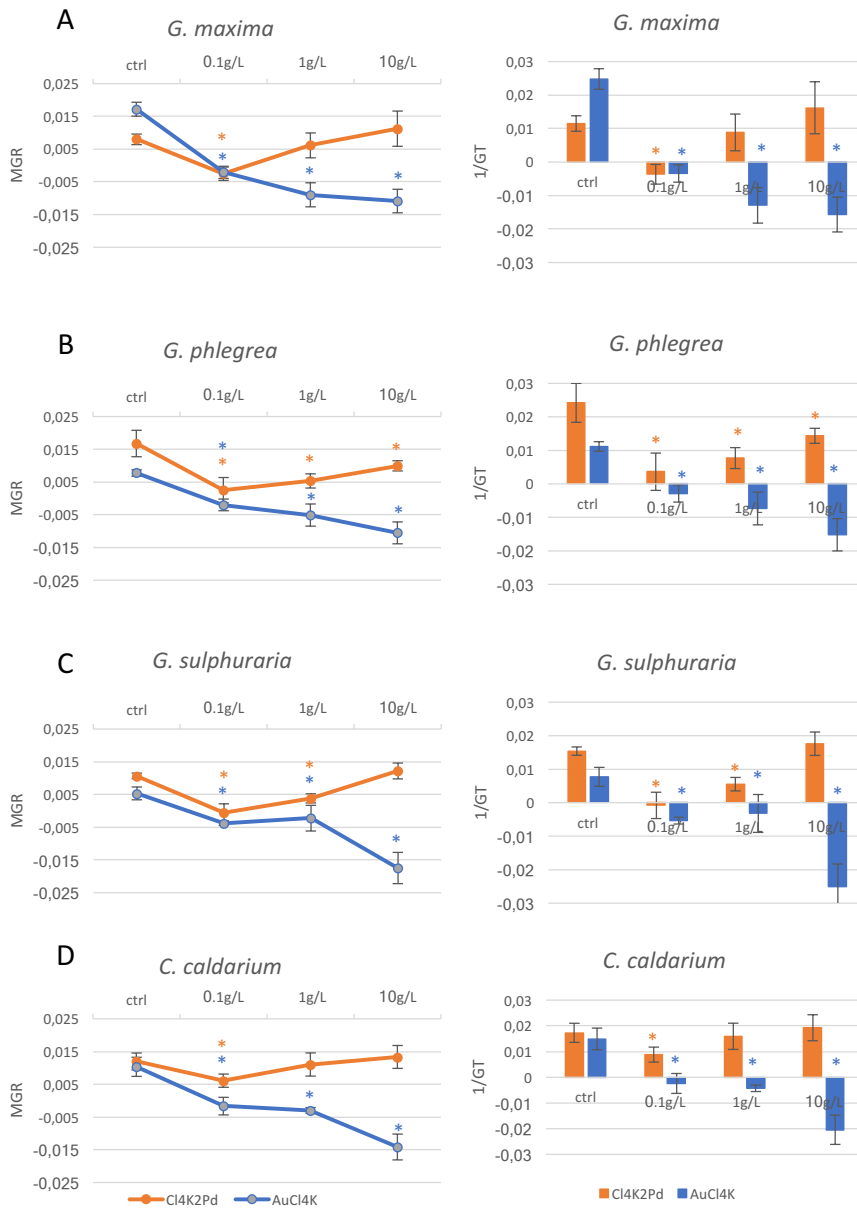 A
G. maxima
ctrl 0.1g/L 1g/L 10g/L
0,025
0,015
0,005
-0,005
-0,015
-0,025
MGR
* * * *
G. maxima
0,03
0,02
0,01
0
-0,01
-0,02
-0,03
1/GT
ctrl 0.1g/L 1g/L 10g/L
* * * *
B
G. phlegrea
ctrl 0.1g/L 1g/L 10g/L
0,025
0,015
0,005
-0,005
-0,015
-0,025
MGR
* * * * * *
G. phlegrea
0,03
0,02
0,01
0
-0,01
-0,02
-0,03
1/GT
ctrl 0.1g/L 1g/L 10g/L
* * * * * *
C
G. sulphuraria
ctrl 0.1g/L 1g/L 10g/L
0,025
0,015
0,005
-0,005
-0,015
-0,025
MGR
* * * * *
G. sulphuraria
0,03
0,02
0,01
0
-0,01
-0,02
-0,03
1/GT
ctrl 0.1g/L 1g/L 10g/L
* * * * *
D
C. caldarium
ctrl 0.1g/L 1g/L 10g/L
0,025
0,015
0,005
-0,005
-0,015
-0,025
MGR
* * * *
Cl4K2Pd AuCl4K
C. caldarium
0,03
0,02
0,01
0
-0,01
-0,02
-0,03
1/GT
ctrl 0.1g/L 1g/L 10g/L
* * * *
Cl4K2Pd AuCl4K